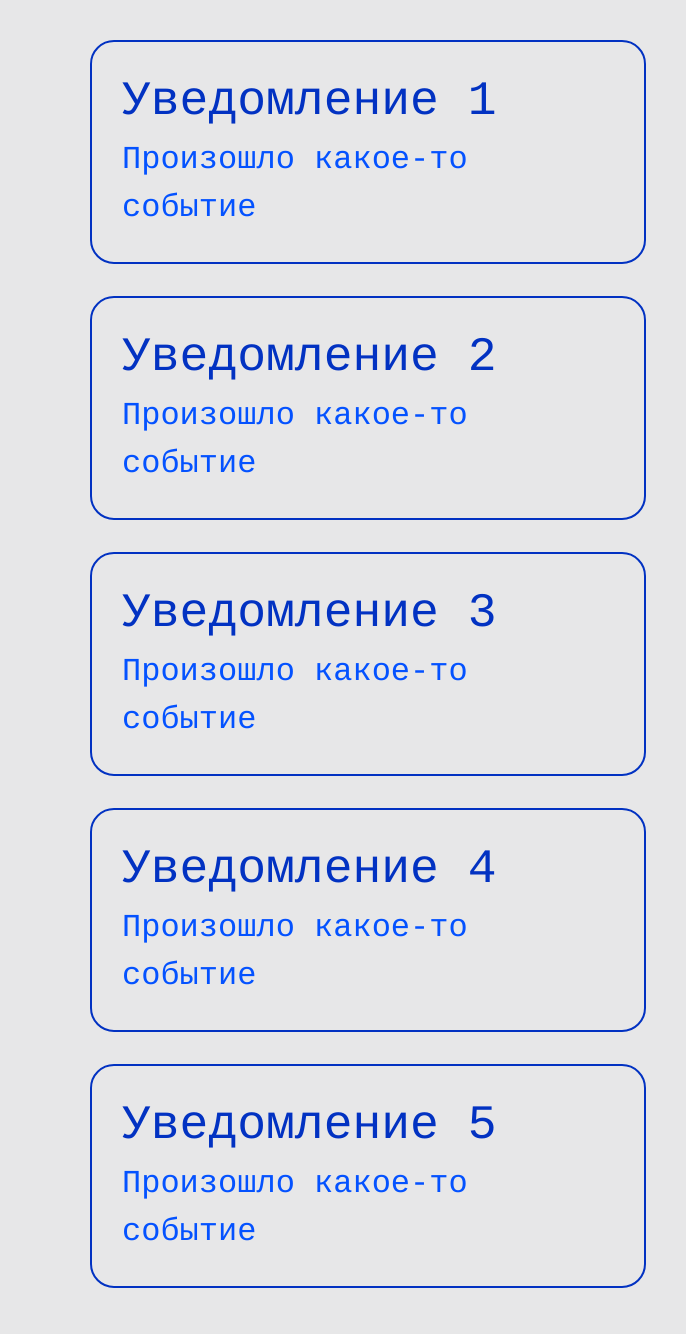 Уведомление 1
Произошло какое-то
событие
Уведомление 2
Произошло какое-то
событие
Уведомление 3
Произошло какое-то
событие
Уведомление 4
Произошло какое-то
событие
Уведомление 5
Произошло какое-то
событие